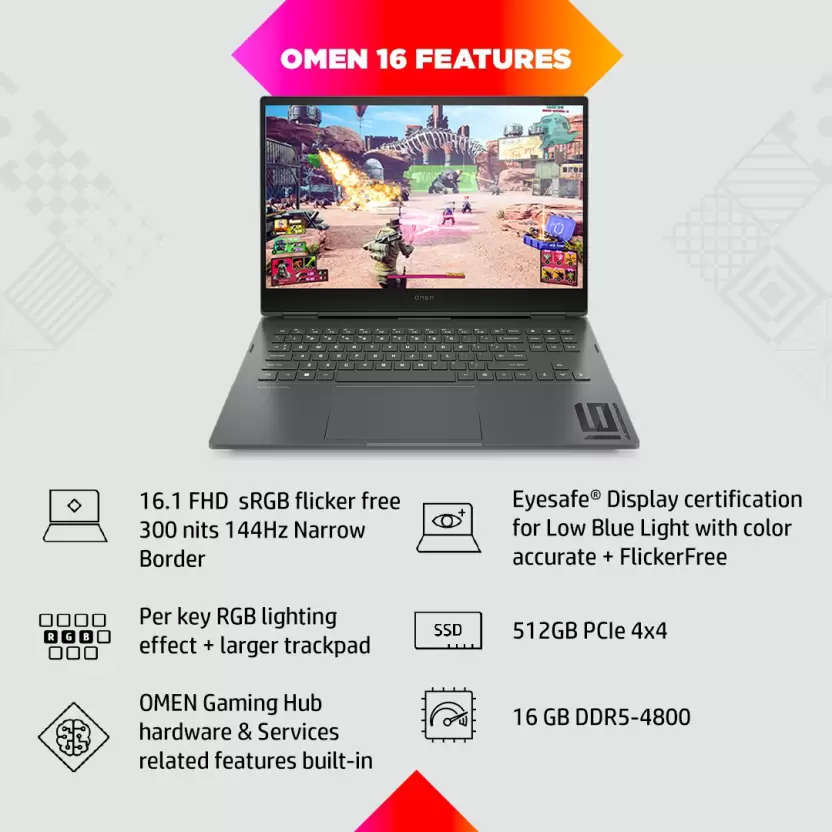 OMEN 16 FEATURES
OMEN
16.1 FHD sRGB flicker free
300 nits 144Hz Narrow
Border
Eyesafe® Display certification
for Low Blue Light with color
accurate + FlickerFree
Per key RGB lighting
effect + larger trackpad
RGB
SSD
512GB PCIe 4x4
OMEN Gaming Hub
hardware & Services
related features built-in
16 GB DDR5-4800